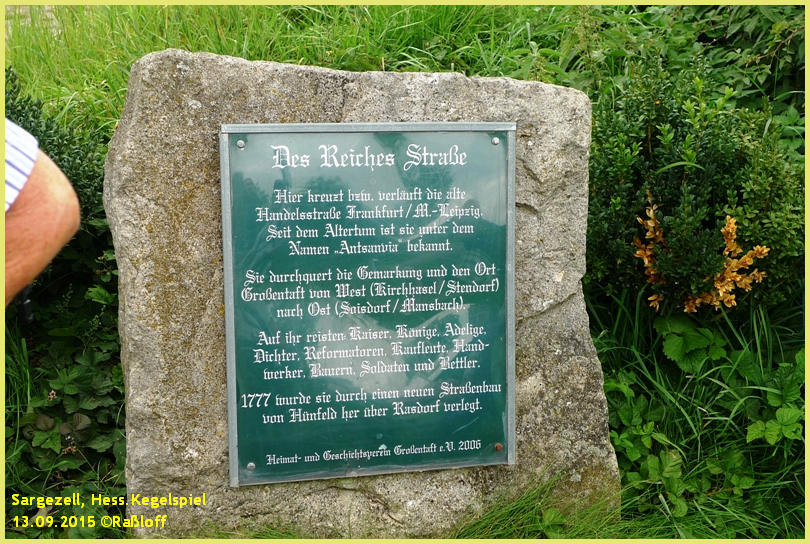 Des Reiches Straße
Hier kreuzt bzw. verläuft die alte
Handelsstraße Frankfurt/M.-Leipzig.
Seit dem Altertum ist sie unter dem
Namen „Antsanvia" bekannt.
Sie durchquert die Gemarkung und den Ort
Großentaft von West (Kirchhasel/Stendorf)
nach Ost (Soisdorf/Mansbach).
Auf ihr reisten: Kaiser, Könige, Adelige,
Dichter, Reformatoren, Kaufleute, Hand-
werker, Bauern, Soldaten und Bettler.
1777 wurde sie durch einen neuen Straßenbau
von Hünfeld her über Rasdorf verlegt.
Heimat- und Geschichtsverein Großentaft e.V. 2006
Sargezell, Hess.Kegelspiel
13.09.2015 ©Raßloff